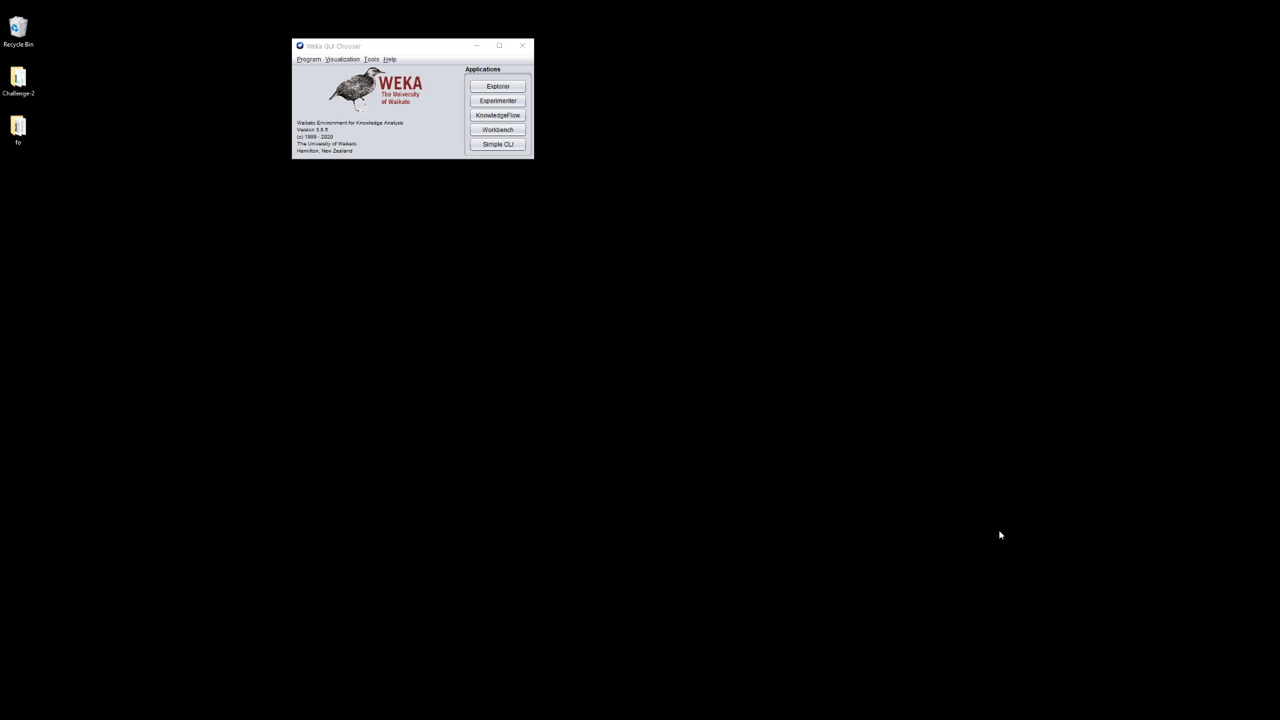 Recycle Bin
Challenge-2
fo
Weka GUI Chooser
Program Visualization Tools Help
WEKA
The University
of Waikato
Waikato Environment for Knowledge Analysis
Version 3.8.5
(c) 1999 - 2020
The University of Waikato
Hamilton, New Zealand
Applications
Explorer
Experimenter
KnowledgeFlow
Workbench
Simple CLI